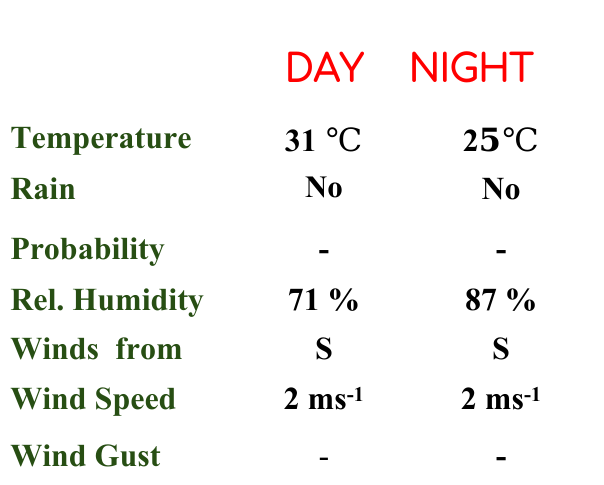 DAY NIGHT
Temperature 31 °C 25°C
Rain No No
Probability - -
Rel. Humidity 71 % 87 %
Winds from S S
Wind Speed 2 ms-1 2 ms-1
Wind Gust - -